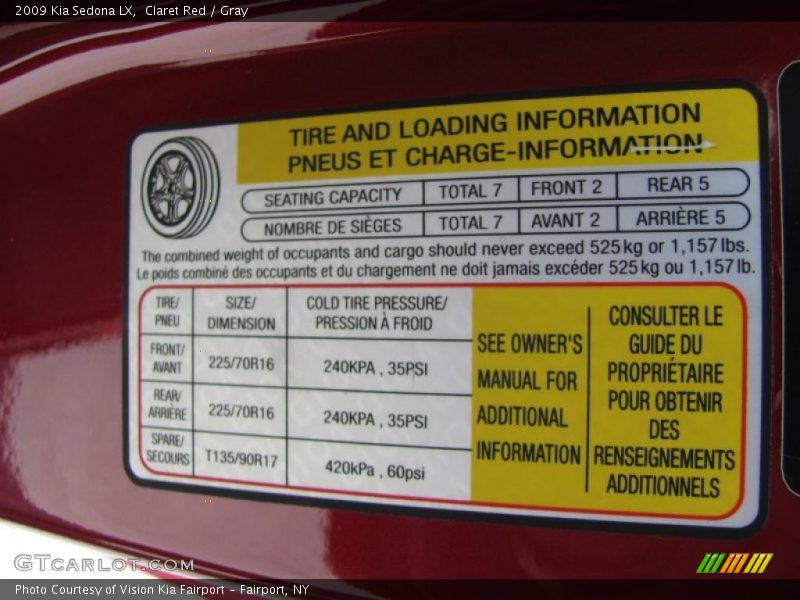 2009 Kia Sedona LX, Claret Red / Gray
TIRE AND LOADING INFORMATION
PNEUS ET CHARGE-INFORMATION
SEATING CAPACITY TOTAL 7 FRONT 2 REAR 5
NOMBRE DE SIÈGES TOTAL 7 AVANT 2 ARRIÈRE 5
The combined weight of occupants and cargo should never exceed 525 kg or 1,157 lbs.
Le poids combiné des occupants et du chargement ne doit jamais excéder 525 kg ou 1,157 lb.
TIRE/
PNEU
SIZE/
DIMENSION
COLD TIRE PRESSURE/
PRESSION À FROID
FRONT/
AVANT
225/70R16
240KPA , 35PSI
REAR/
ARRIÈRE
225/70R16
240KPA , 35PSI
SPARE/
SECOURS
T135/90R17
420kPa , 60psi
SEE OWNER'S
MANUAL FOR
ADDITIONAL
INFORMATION
CONSULTER LE
GUIDE DU
PROPRIÉTAIRE
POUR OBTENIR
DES
RENSEIGNEMENTS
ADDITIONNELS
GTcarlot.com
Photo Courtesy of Vision Kia Fairport - Fairport, NY